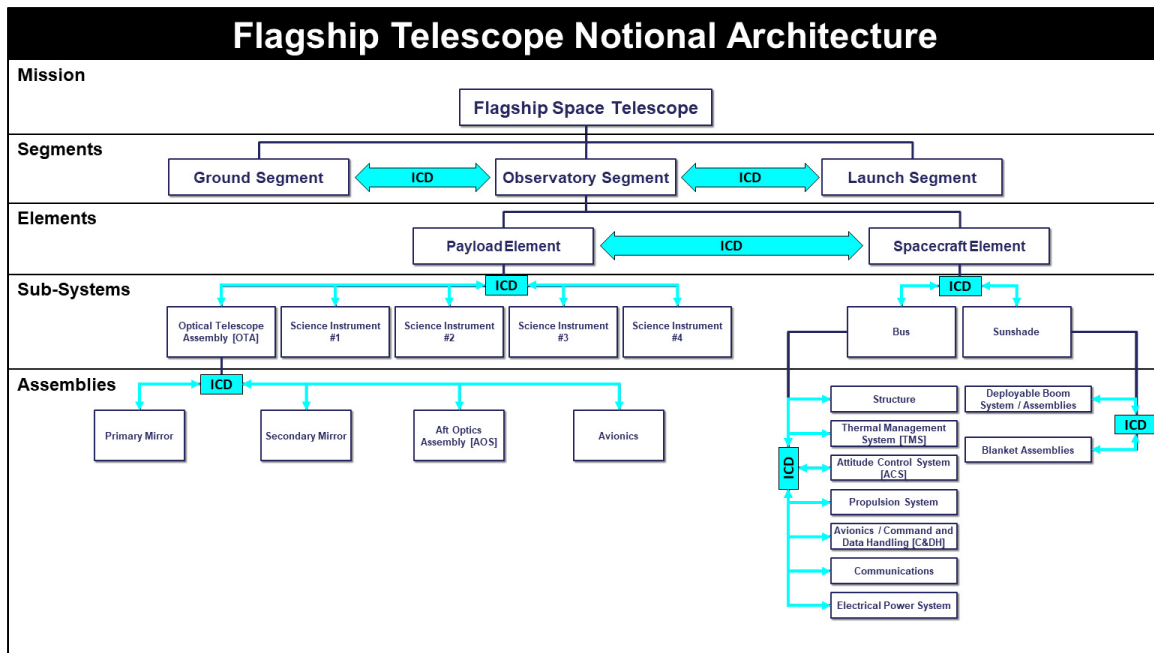 Flagship Telescope Notional Architecture
Mission
Flagship Space Telescope
Segments
Ground Segment
ICD
Observatory Segment
ICD
Launch Segment
Elements
Payload Element
ICD
Spacecraft Element
Sub-Systems
ICD
ICD
Optical Telescope
Assembly [OTA]
Science Instrument
#1
Science Instrument
#2
Science Instrument
#3
Science Instrument
#4
Bus
Sunshade
Assemblies
ICD
Primary Mirror
Secondary Mirror
Aft Optics
Assembly [AOS]
Avionics
ICD
Structure
Thermal Management
System [TMS]
Attitude Control System
[ACS]
Propulsion System
Avionics / Command and
Data Handling [C&DH]
Communications
Electrical Power System
Deployable Boom
System / Assemblies
ICD
Blanket Assemblies